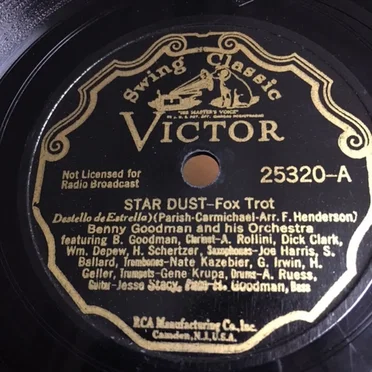 Swing Classic
"HIS MASTER'S VOICE"
VICTOR
Not Licensed for
Radio Broadcast
25320-A
STAR DUST-Fox Trot
Destello de Estrella) (Parish-Carmichael-Arr. F. Henderson)
Benny Goodman and his Orchestra
featuring B. Goodman, Clarinet-A. Rollini, Dick Clark,
Wm. Depew, H. Schertzer, Saxophones-Joe Harris, S.
Ballard, Trombones-Nate Kazebier, G. Irwin, H.
Geller, Trumpets-Gene Krupa, Drums-A. Ruess,
Guitar-Jesse Stacy, Piano H. Goodman, Bass
RCA Manufacturing Co., Inc.
Camden, N.J., U.S.A.